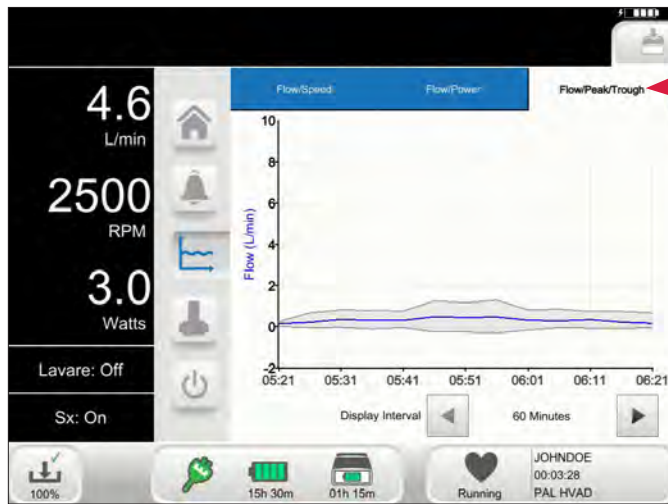 4.6
L/min
2500
RPM
3.0
Watts
Lavare: Off
Sx: On
Flow/Speed
Flow/Power
Flow/Peak/Trough
Flow (L/min)
10
8
6
4
2
0
-2
05:21 05:31 05:41 05:51 06:01 06:11 06:21
Display Interval 60 Minutes
100%
15h 30m
01h 15m
Running
JOHNDOE
00:03:28
PAL HVAD